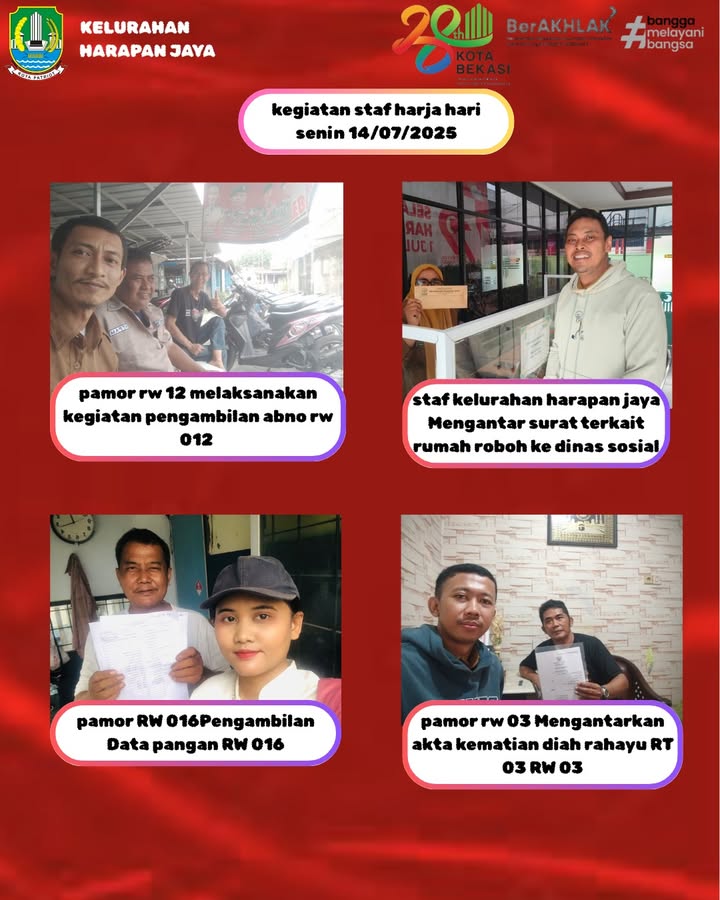 KELURAHAN
HARAPAN JAYA
KOTA PATRIOT
28th
KOTA
BEKASI
BerAKHLAK
#bangga
melayani
bangsa
kegiatan staf harja hari
senin 14/07/2025
pamor rw 12 melaksanakan
kegiatan pengambilan abno rw
012
staf kelurahan harapan jaya
Mengantar surat terkait
rumah roboh ke dinas sosial
pamor RW 016Pengambilan
Data pangan RW 016
pamor rw 03 Mengantarkan
akta kematian diah rahayu RT
03 RW 03